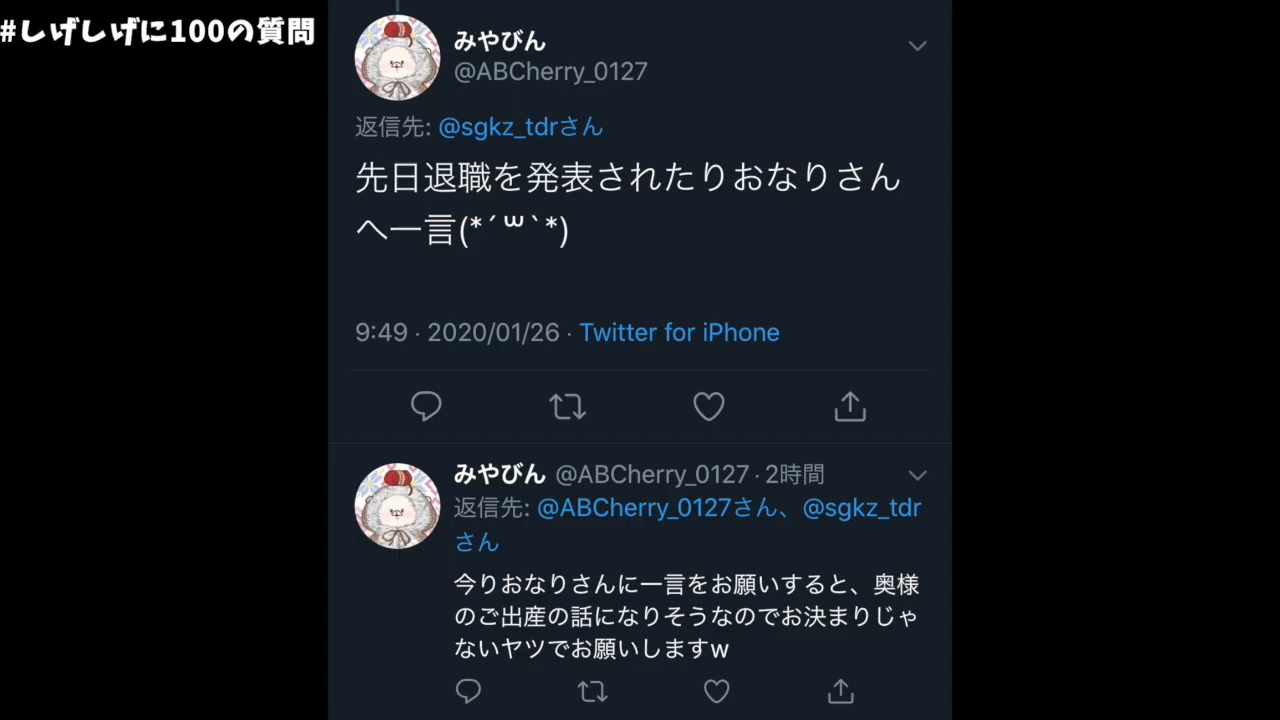 #しげしげに100の質問
みやびん
@ABCherry_0127
返信先: @sgkz_tdrさん
先日退職を発表されたりおなりさん
へ一言(*´꒳`*)
9:49 · 2020/01/26 · Twitter for iPhone
みやびん @ABCherry_0127 · 2時間
返信先: @ABCherry_0127さん、@sgkz_tdr
さん
今りおなりさんに一言をお願いすると、奥様
のご出産の話になりそうなのでお決まりじゃ
ないヤツでお願いしますw